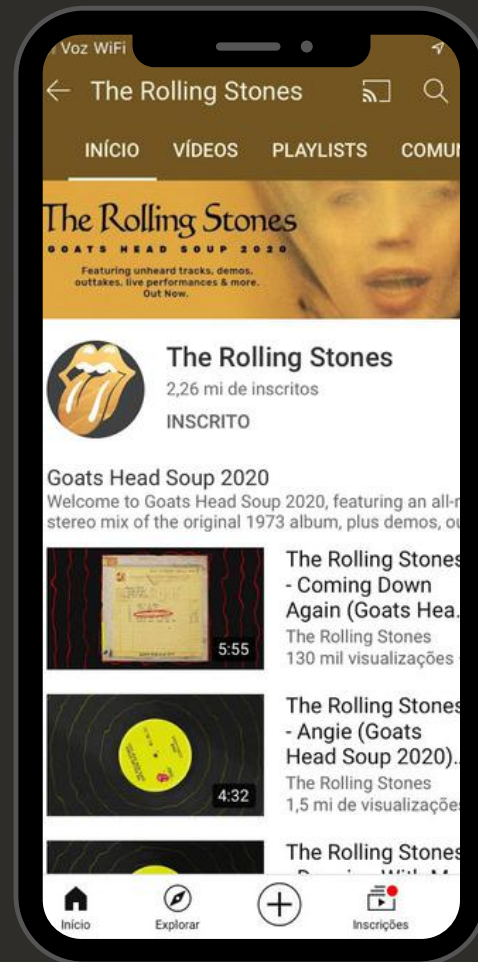 Voz WiFi
The Rolling Stones
INÍCIO VÍDEOS PLAYLISTS COMUN
The Rolling Stones
GOATS HEAD SOUP 2020
Featuring unheard tracks, demos,
outtakes, live performances & more.
Out Now.
The Rolling Stones
2,26 mi de inscritos
INSCRITO
Goats Head Soup 2020
Welcome to Goats Head Soup 2020, featuring an all-
stereo mix of the original 1973 album, plus demos,
The Rolling Stones
- Coming Down
Again (Goats Hea.
The Rolling Stones
130 mil visualizações
5:55
The Rolling Stones
- Angie (Goats
Head Soup 2020)..
The Rolling Stones
1,5 mi de visualizações
4:32
The Rolling Stones
Início
Explorar
Inscrições